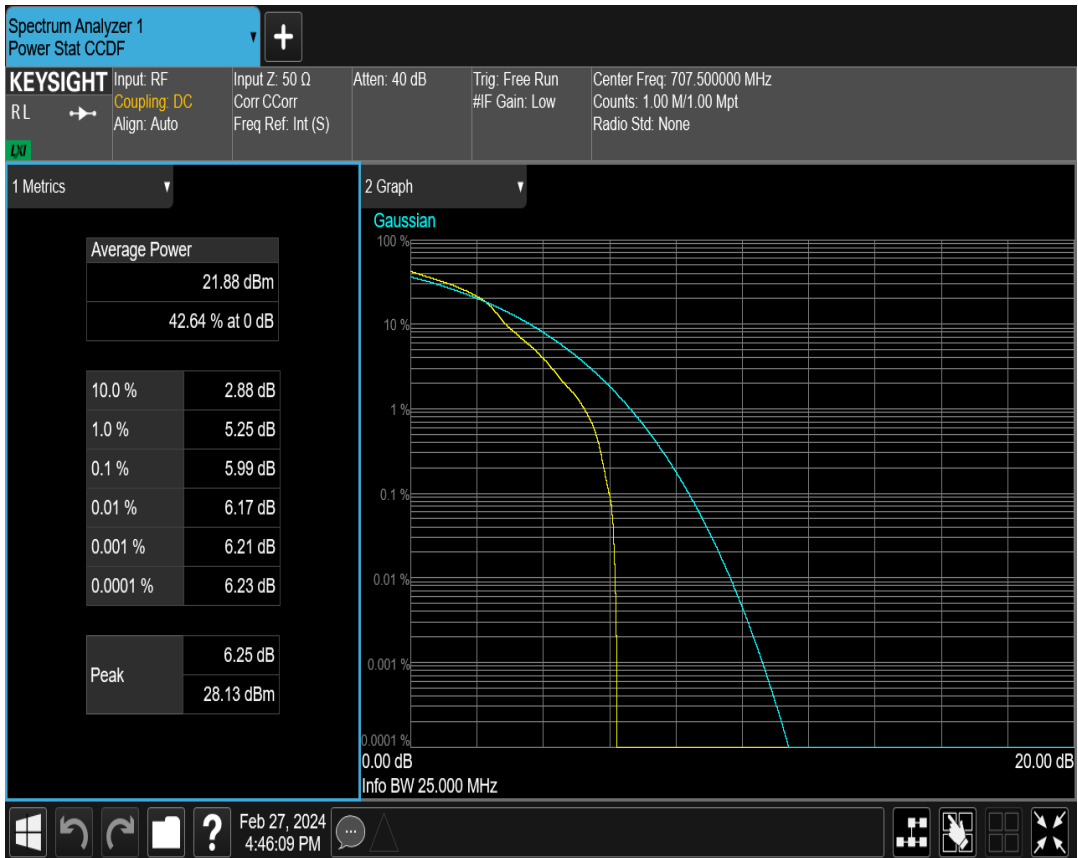 Spectrum Analyzer 1
Power Stat CCDF
KEYSIGHT
RL
LXI
Input: RF
Coupling: DC
Align: Auto
Input Z: 50 Ω
Corr CCorr
Freq Ref: Int (S)
Atten: 40 dB
Trig: Free Run
#IF Gain: Low
Center Freq: 707.500000 MHz
Counts: 1.00 M/1.00 Mpt
Radio Std: None
1 Metrics
Average Power
21.88 dBm
42.64 % at 0 dB
10.0 % 2.88 dB
1.0 % 5.25 dB
0.1 % 5.99 dB
0.01 % 6.17 dB
0.001 % 6.21 dB
0.0001 % 6.23 dB
Peak
6.25 dB
28.13 dBm
2 Graph
Gaussian
100 %
10 %
1 %
0.1 %
0.01 %
0.001 %
0.0001 %
0.00 dB 20.00 dB
Info BW 25.000 MHz
Feb 27, 2024
4:46:09 PM